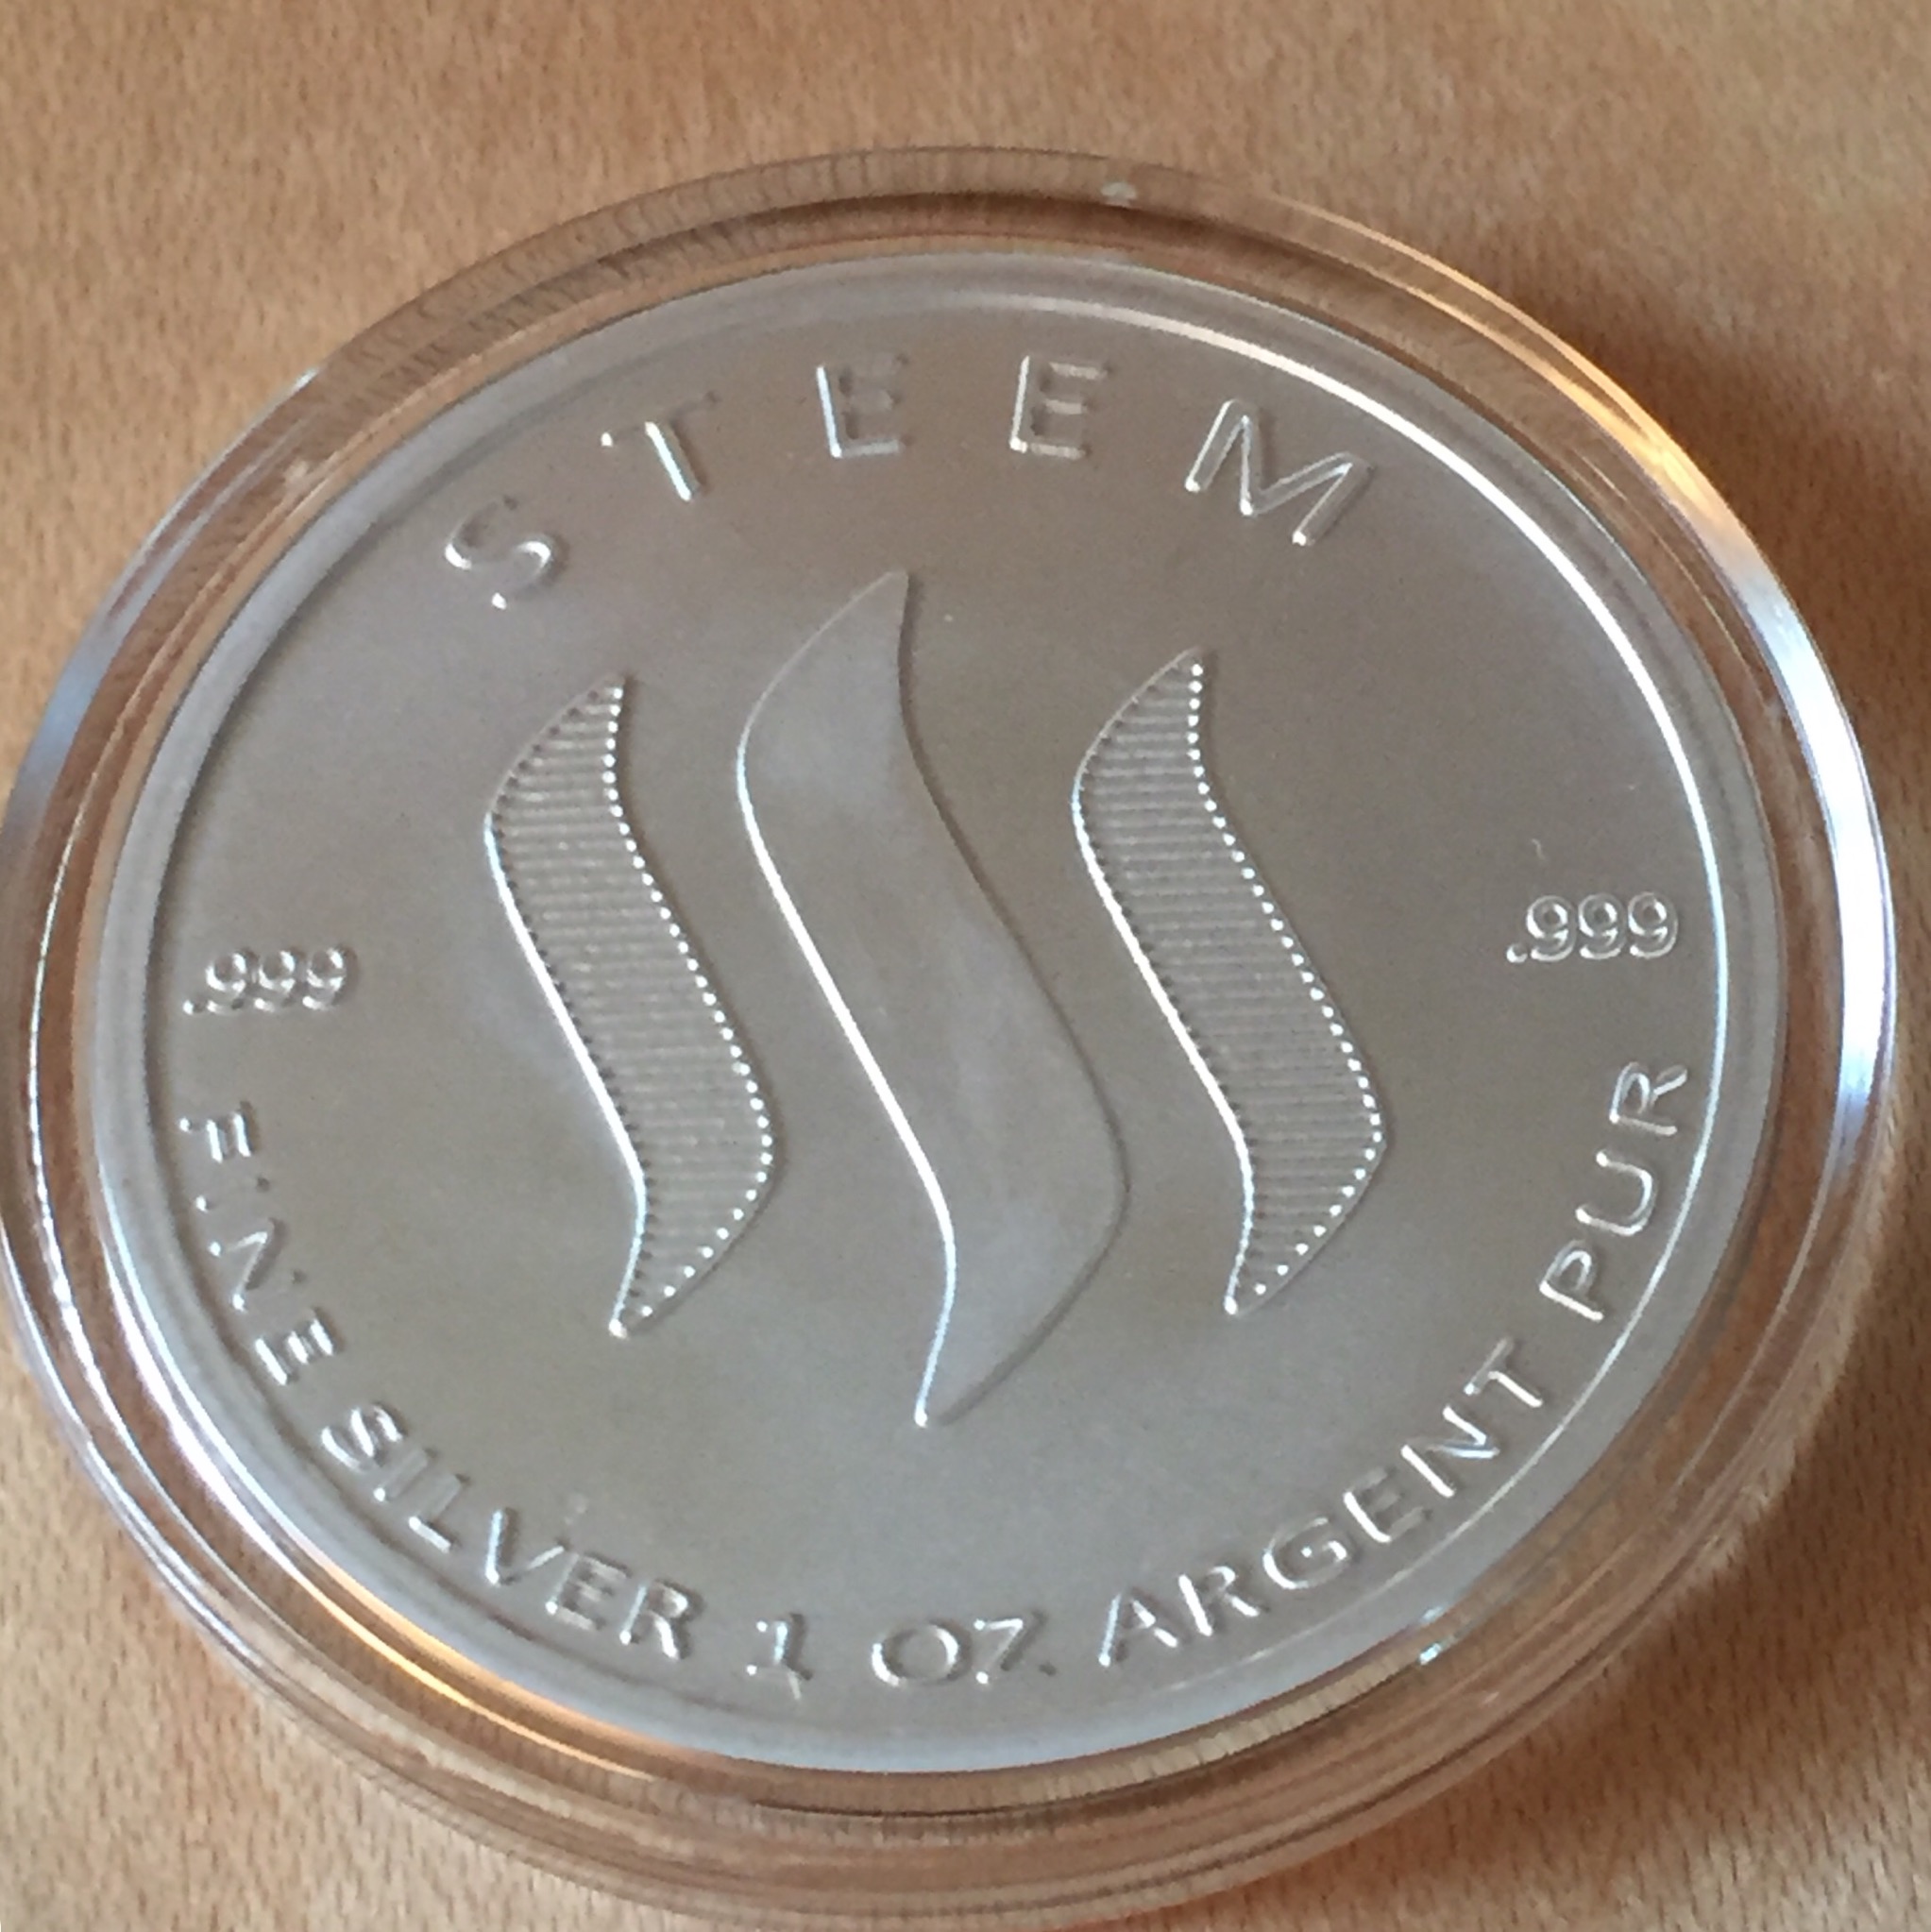 STEEM
.999
.999
FINE SILVER 1 OZ. ARGENT PUR